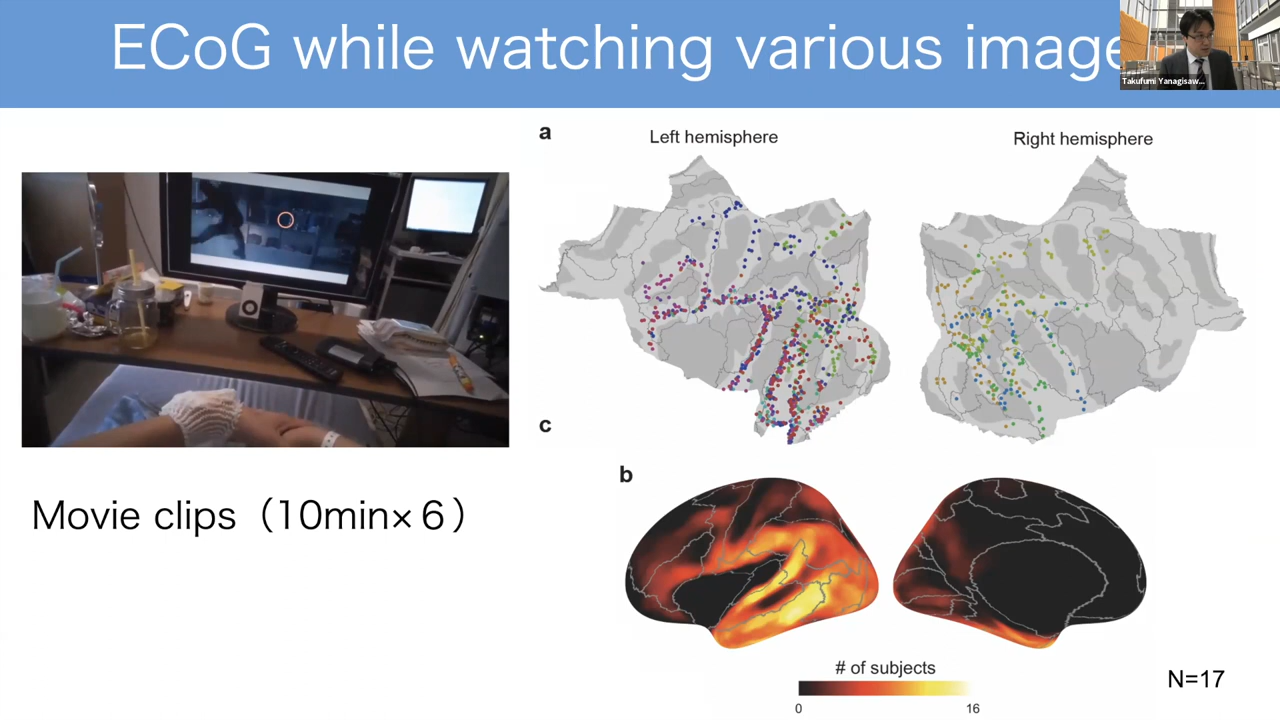 ECoG while watching various image
Takufumi Yanagisaw...
a
Left hemisphere
Right hemisphere
c
b
Movie clips（10min×６）
# of subjects
0
16
N=17